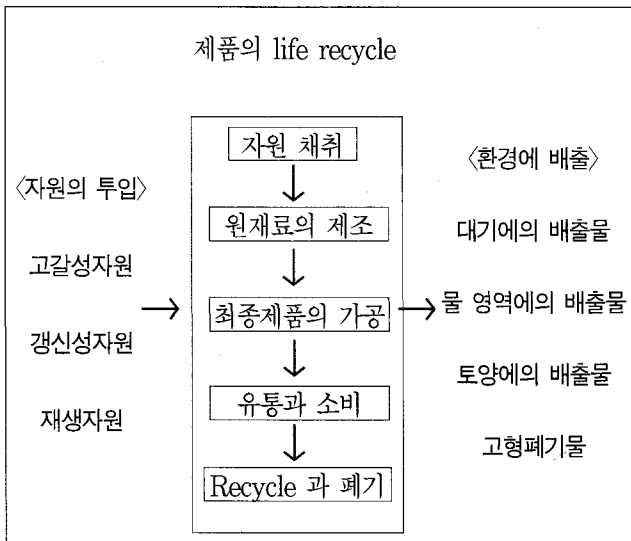 제품의 life recycle
〈자원의 투입〉
고갈성자원
갱신성자원
재생자원
자원 채취
원재료의 제조
최종제품의 가공
유통과 소비
Recycle 과 폐기
〈환경에 배출〉
대기에의 배출물
물 영역에의 배출물
토양에의 배출물
고형폐기물